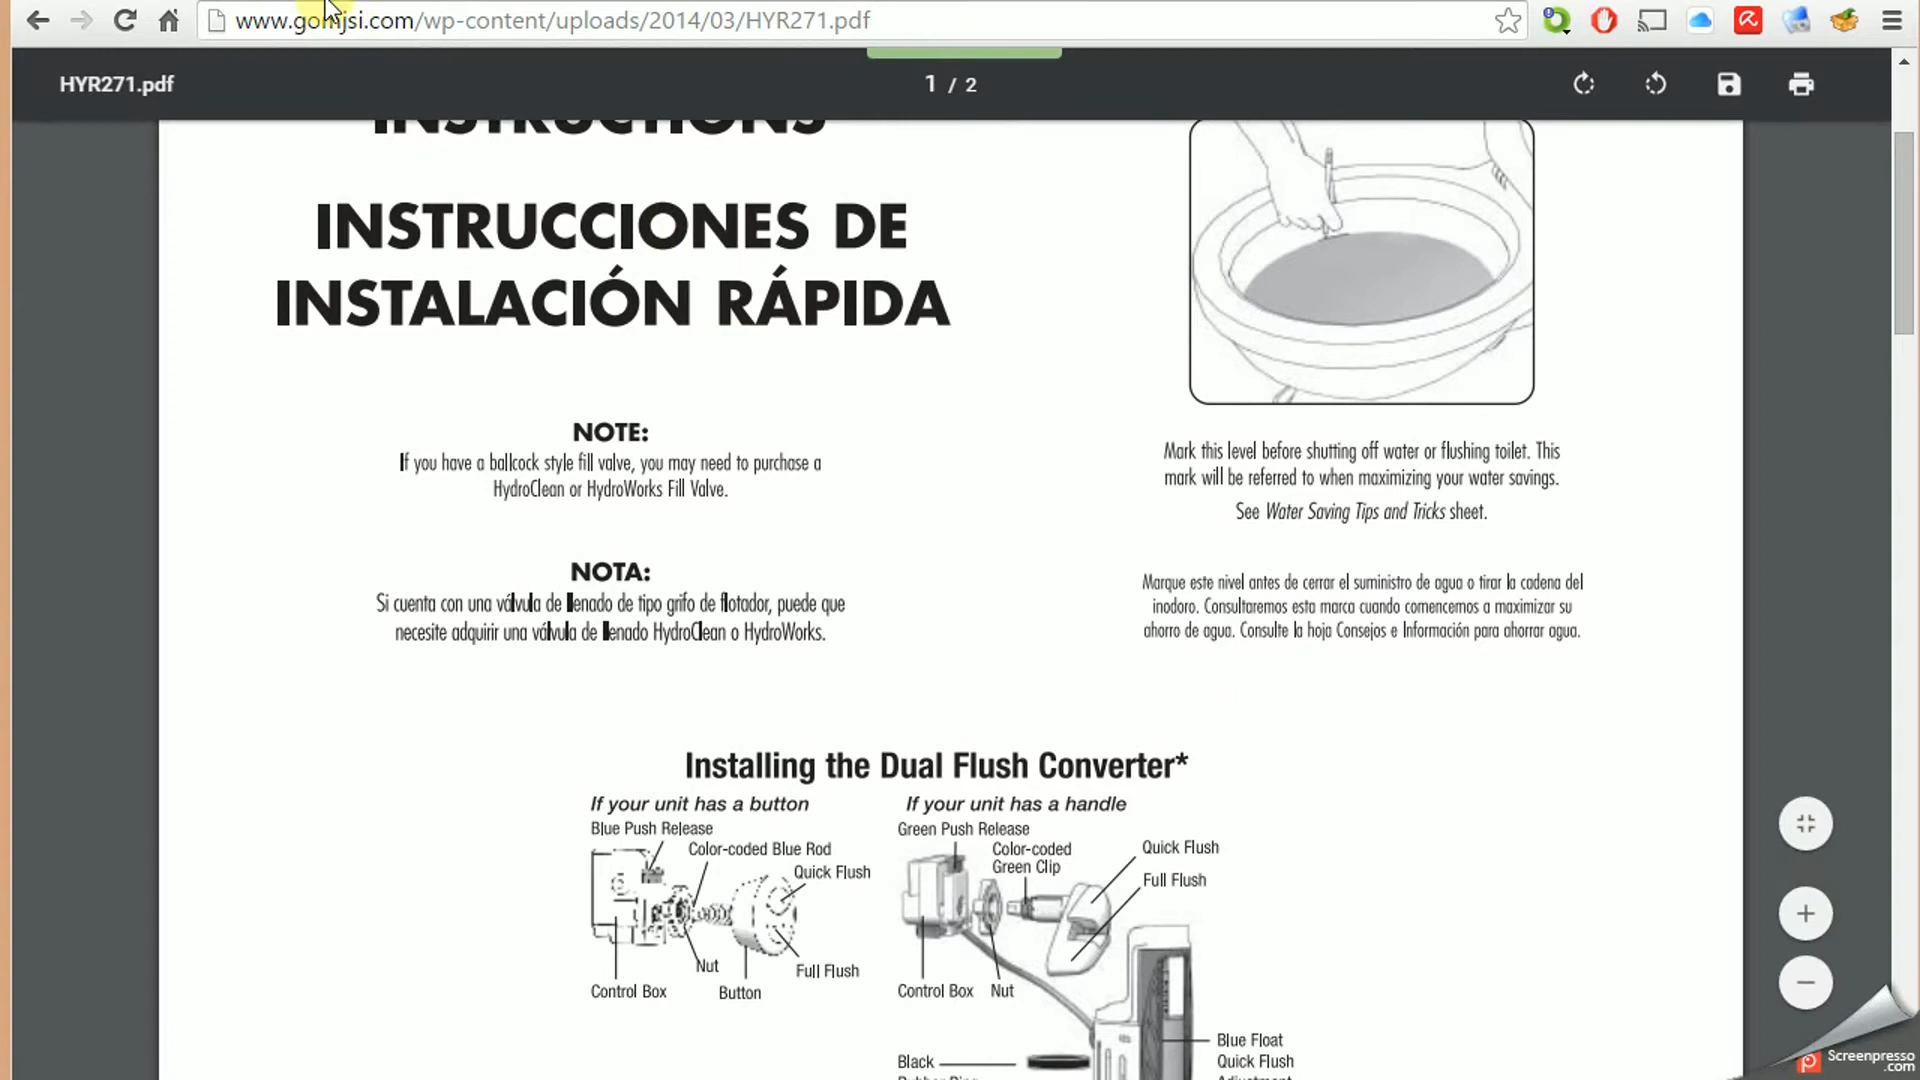 www.gomjsi.com/wp-content/uploads/2014/03/HYR271.pdf
HYR271.pdf
1 / 2
INSTRUCTIONS
INSTRUCCIONES DE
INSTALACIÓN RÁPIDA
NOTE:
If you have a ballcock style fill valve, you may need to purchase a
HydroClean or HydroWorks Fill Valve.
NOTA:
Si cuenta con una válvula de llenado de tipo grifo de flotador, puede que
necesite adquirir una válvula de llenado HydroClean o HydroWorks.
Mark this level before shutting off water or flushing toilet. This
mark will be referred to when maximizing your water savings.
See Water Saving Tips and Tricks sheet.
Marque este nivel antes de cerrar el suministro de agua o tirar la cadena del
inodoro. Consultaremos esta marca cuando comencemos a maximizar su
ahorro de agua. Consulte la hoja Consejos e Información para ahorrar agua.
Installing the Dual Flush Converter*
If your unit has a button
Blue Push Release
Color-coded Blue Rod
Quick Flush
Nut
Full Flush
Control Box
Button
If your unit has a handle
Green Push Release
Color-coded
Green Clip
Quick Flush
Full Flush
Control Box
Nut
Blue Float
Quick Flush
Adjustment
Black
Rubber Ring
Screenpresso
.com